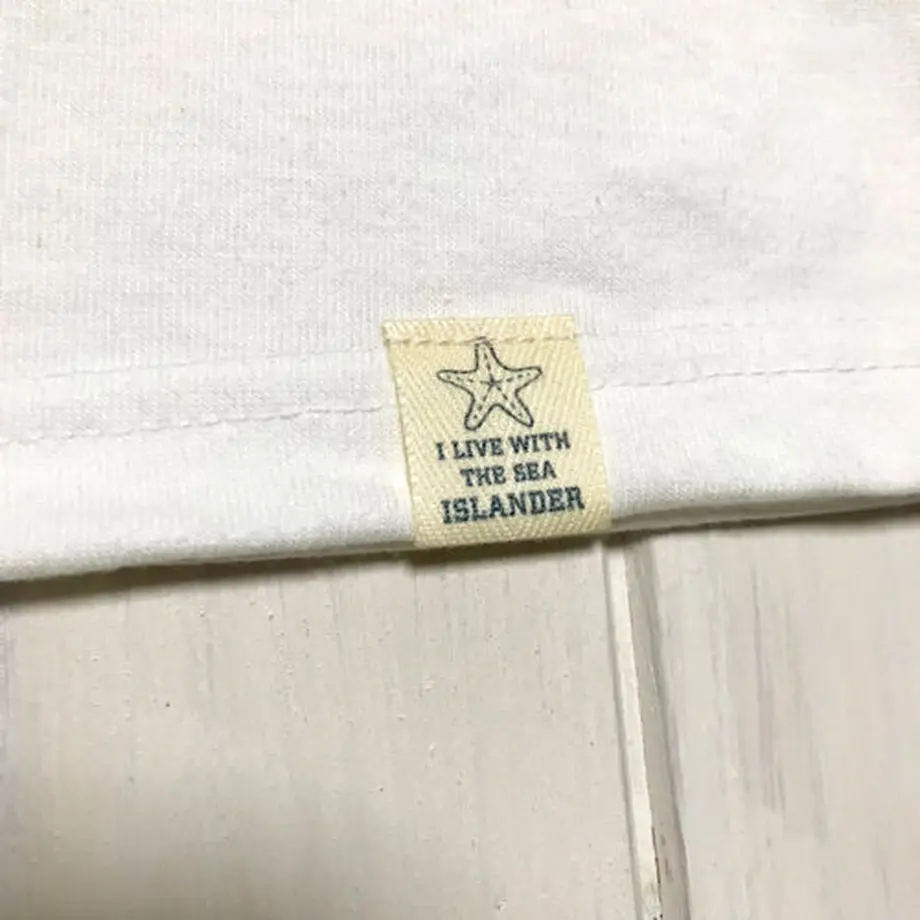 I LIVE WITH
THE SEA
ISLANDER